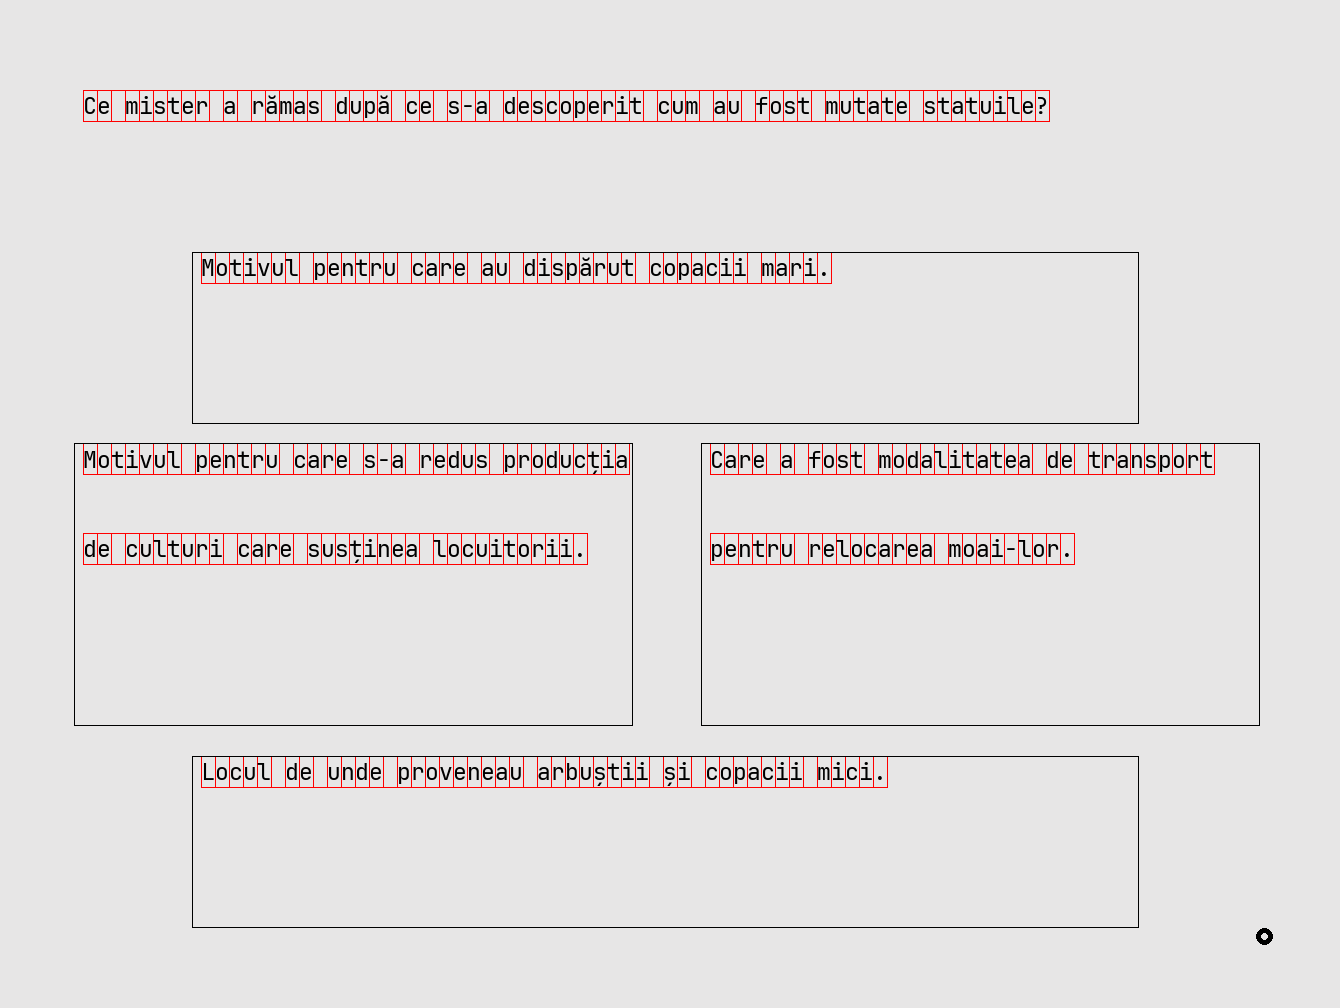 Ce mister a rămas după ce s-a descoperit cum au fost mutate statuile?
Motivul pentru care au dispărut copacii mari.
Motivul pentru care s-a redus producția
de culturi care susținea locuitorii.
Care a fost modalitatea de transport
pentru relocarea moai-lor.
Locul de unde proveneau arbuștii și copacii mici.